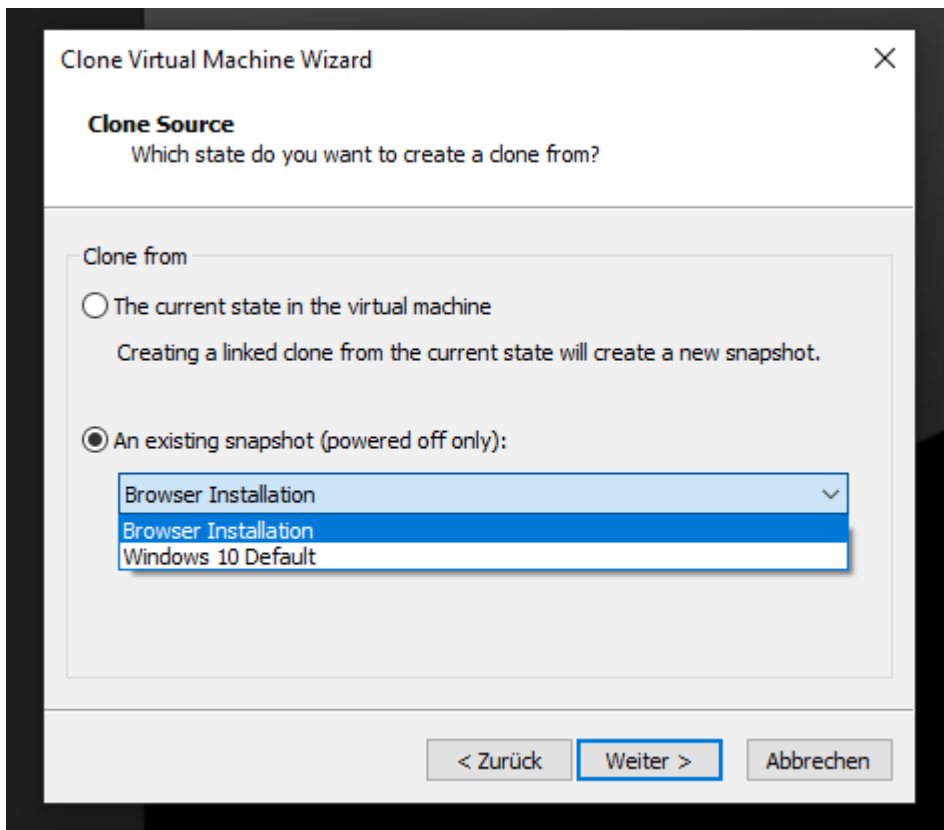 Clone Virtual Machine Wizard
Clone Source
Which state do you want to create a clone from?
Clone from
The current state in the virtual machine
Creating a linked clone from the current state will create a new snapshot.
An existing snapshot (powered off only):
Browser Installation
Browser Installation
Windows 10 Default
< Zurück
Weiter >
Abbrechen